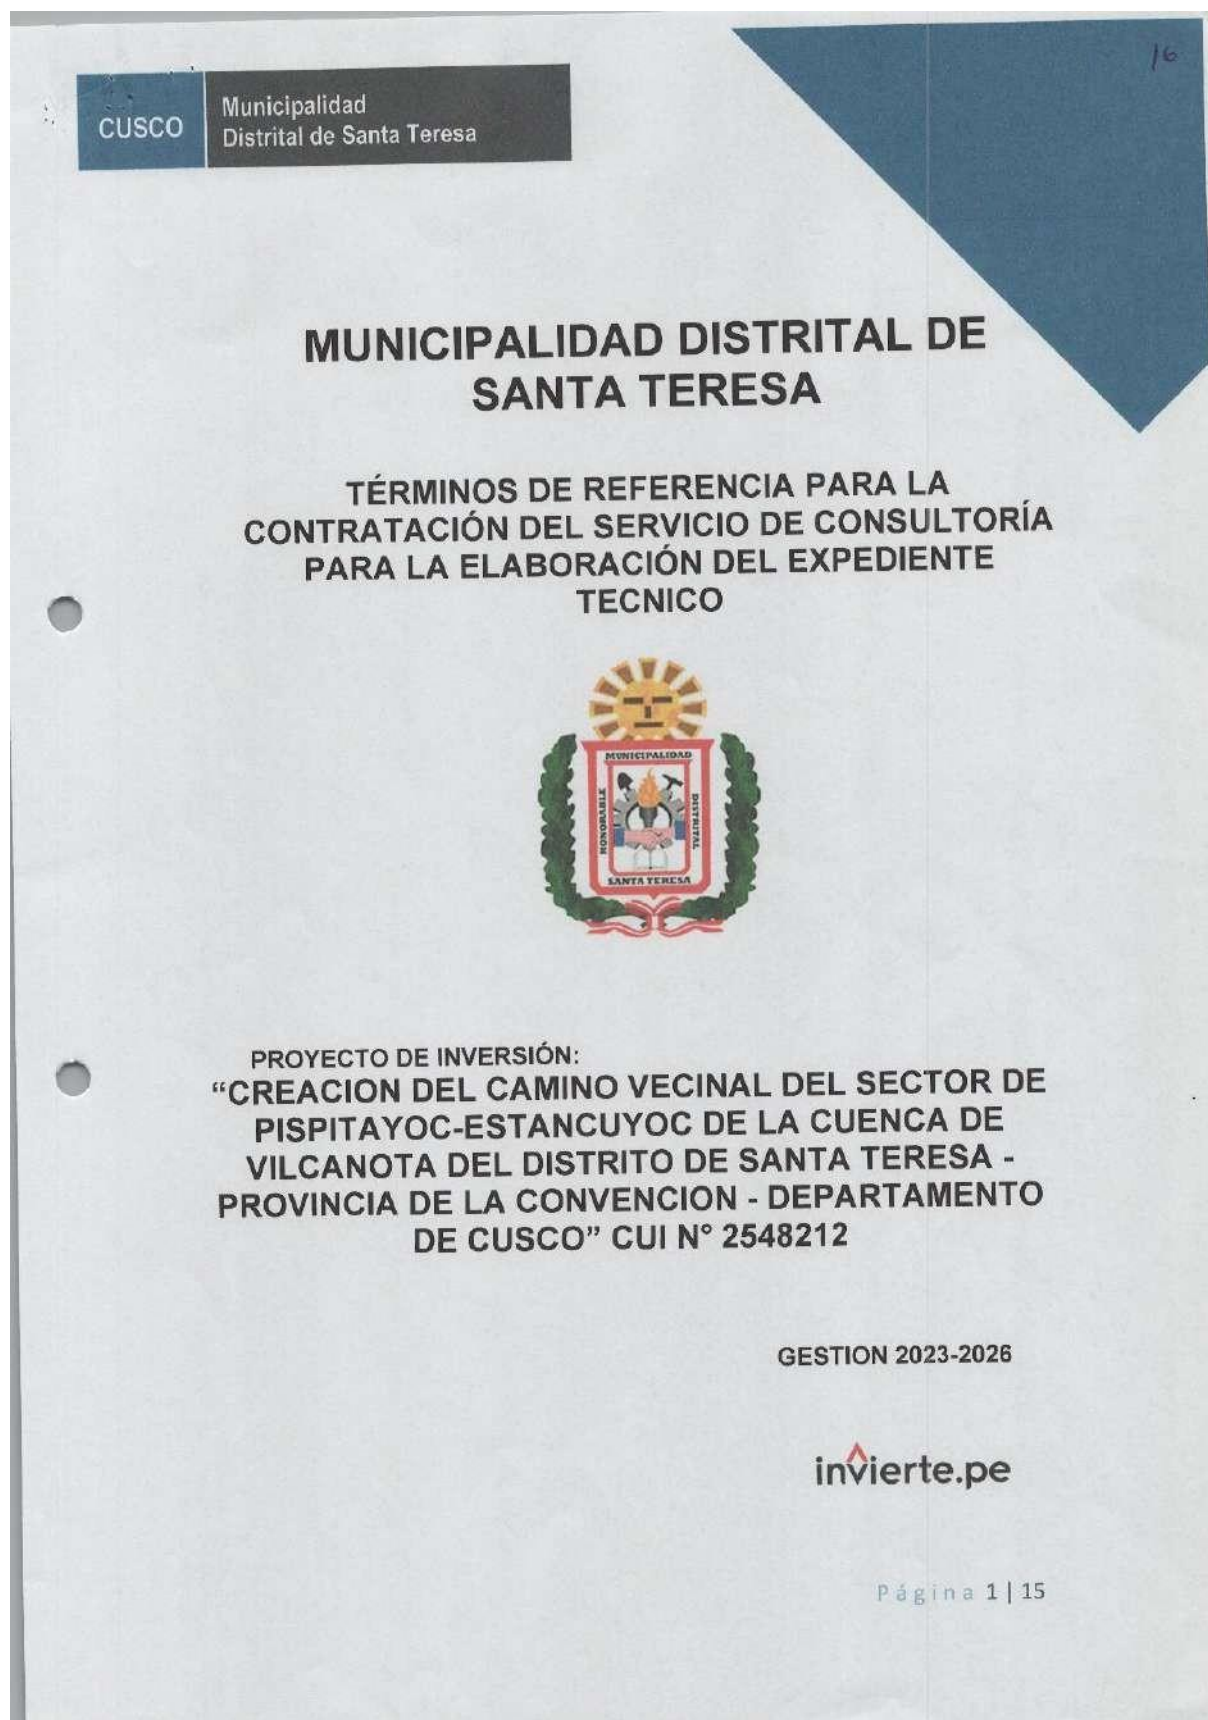 16
CUSCO
Municipalidad
Distrital de Santa Teresa
MUNICIPALIDAD DISTRITAL DE
SANTA TERESA
TÉRMINOS DE REFERENCIA PARA LA
CONTRATACIÓN DEL SERVICIO DE CONSULTORÍA
PARA LA ELABORACIÓN DEL EXPEDIENTE
TECNICO
MUNICIPALIDAD
HONORABLE
DISTRITAL
SANTA TERESA
PROYECTO DE INVERSIÓN:
“CREACION DEL CAMINO VECINAL DEL SECTOR DE
PISPITAYOC-ESTANCUYOC DE LA CUENCA DE
VILCANOTA DEL DISTRITO DE SANTA TERESA -
PROVINCIA DE LA CONVENCION - DEPARTAMENTO
DE CUSCO” CUI N° 2548212
GESTION 2023-2026
invierte.pe
Página 1 | 15